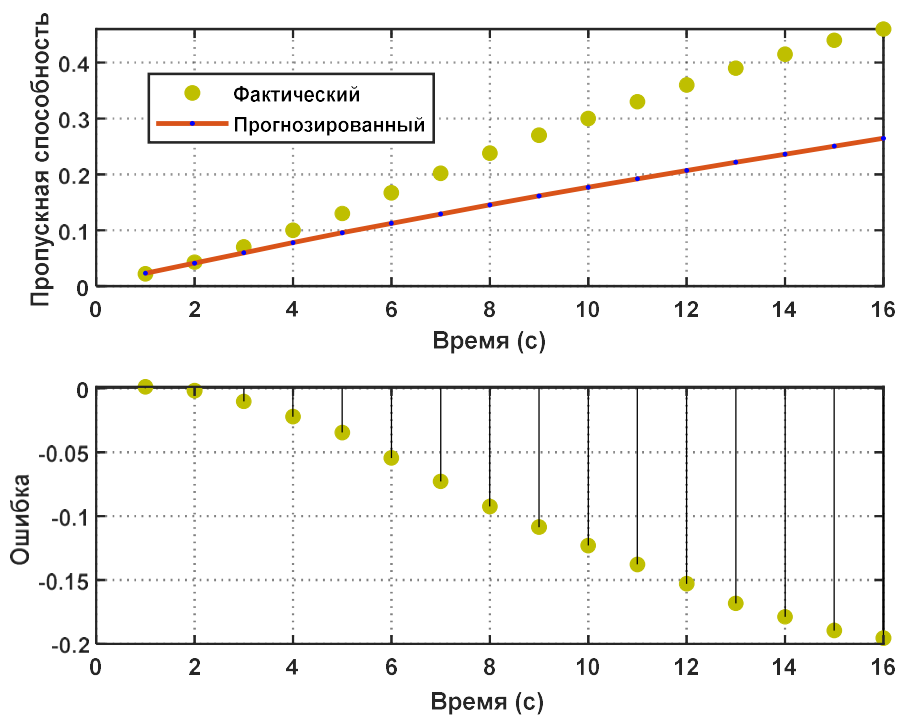 Пропускная способность
0.4
0.3
0.2
0.1
0
Фактический
Прогнозированный
0 2 4 6 8 10 12 14 16
Время (с)
Ошибка
0
-0.05
-0.1
-0.15
-0.2
0 2 4 6 8 10 12 14 16
Время (с)